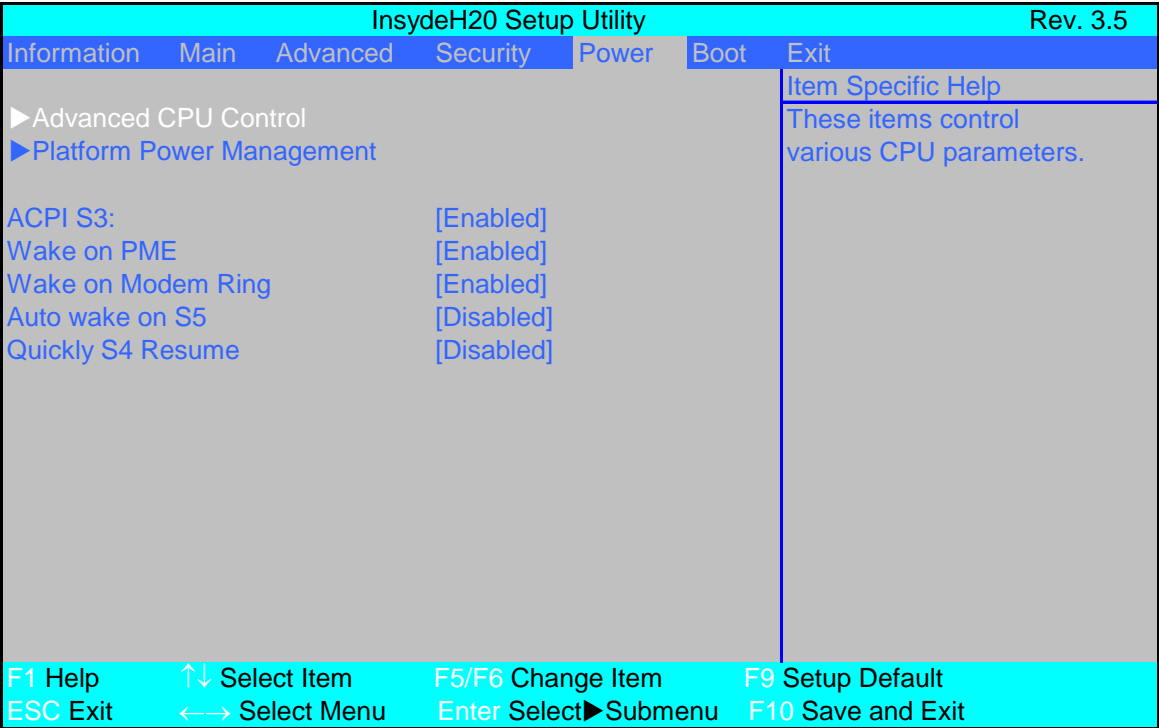 InsydeH20 Setup Utility Rev. 3.5
Information Main Advanced Security Power Boot Exit
Item Specific Help
▶Advanced CPU Control
These items control
▶Platform Power Management
various CPU parameters.
ACPI S3: [Enabled]
Wake on PME [Enabled]
Wake on Modem Ring [Enabled]
Auto wake on S5 [Disabled]
Quickly S4 Resume [Disabled]
F1 Help ↑↓ Select Item F5/F6 Change Item F9 Setup Default
ESC Exit ←→ Select Menu Enter Select▶Submenu F10 Save and Exit